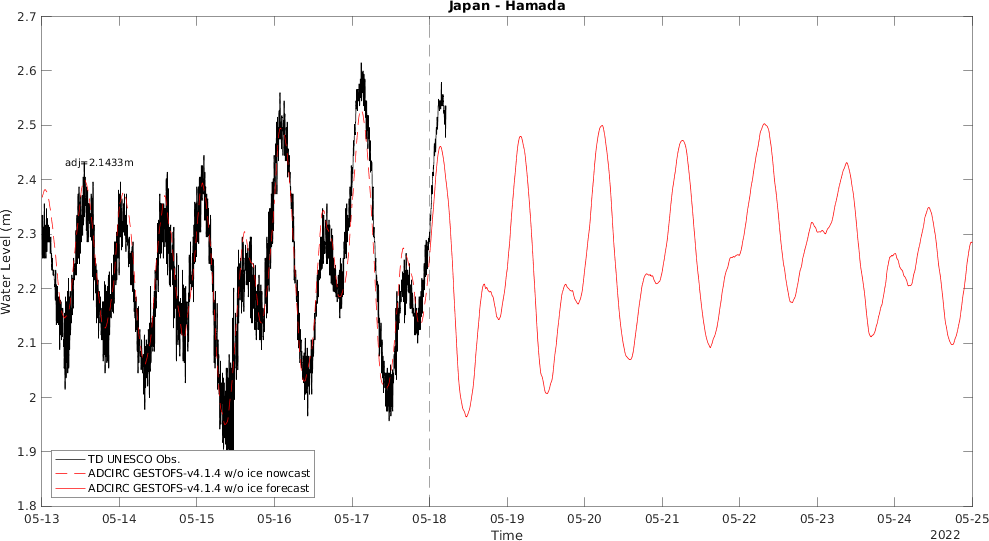 Japan - Hamada
2.7
2.6
2.5
2.4
2.3
2.2
2.1
2
1.9
1.8
Water Level (m)
adj=2.1433m
TD UNESCO Obs.
ADCIRC GESTOFS-v4.1.4 w/o ice nowcast
ADCIRC GESTOFS-v4.1.4 w/o ice forecast
05-13 05-14 05-15 05-16 05-17 05-18 05-19 05-20 05-21 05-22 05-23 05-24 05-25
Time
2022